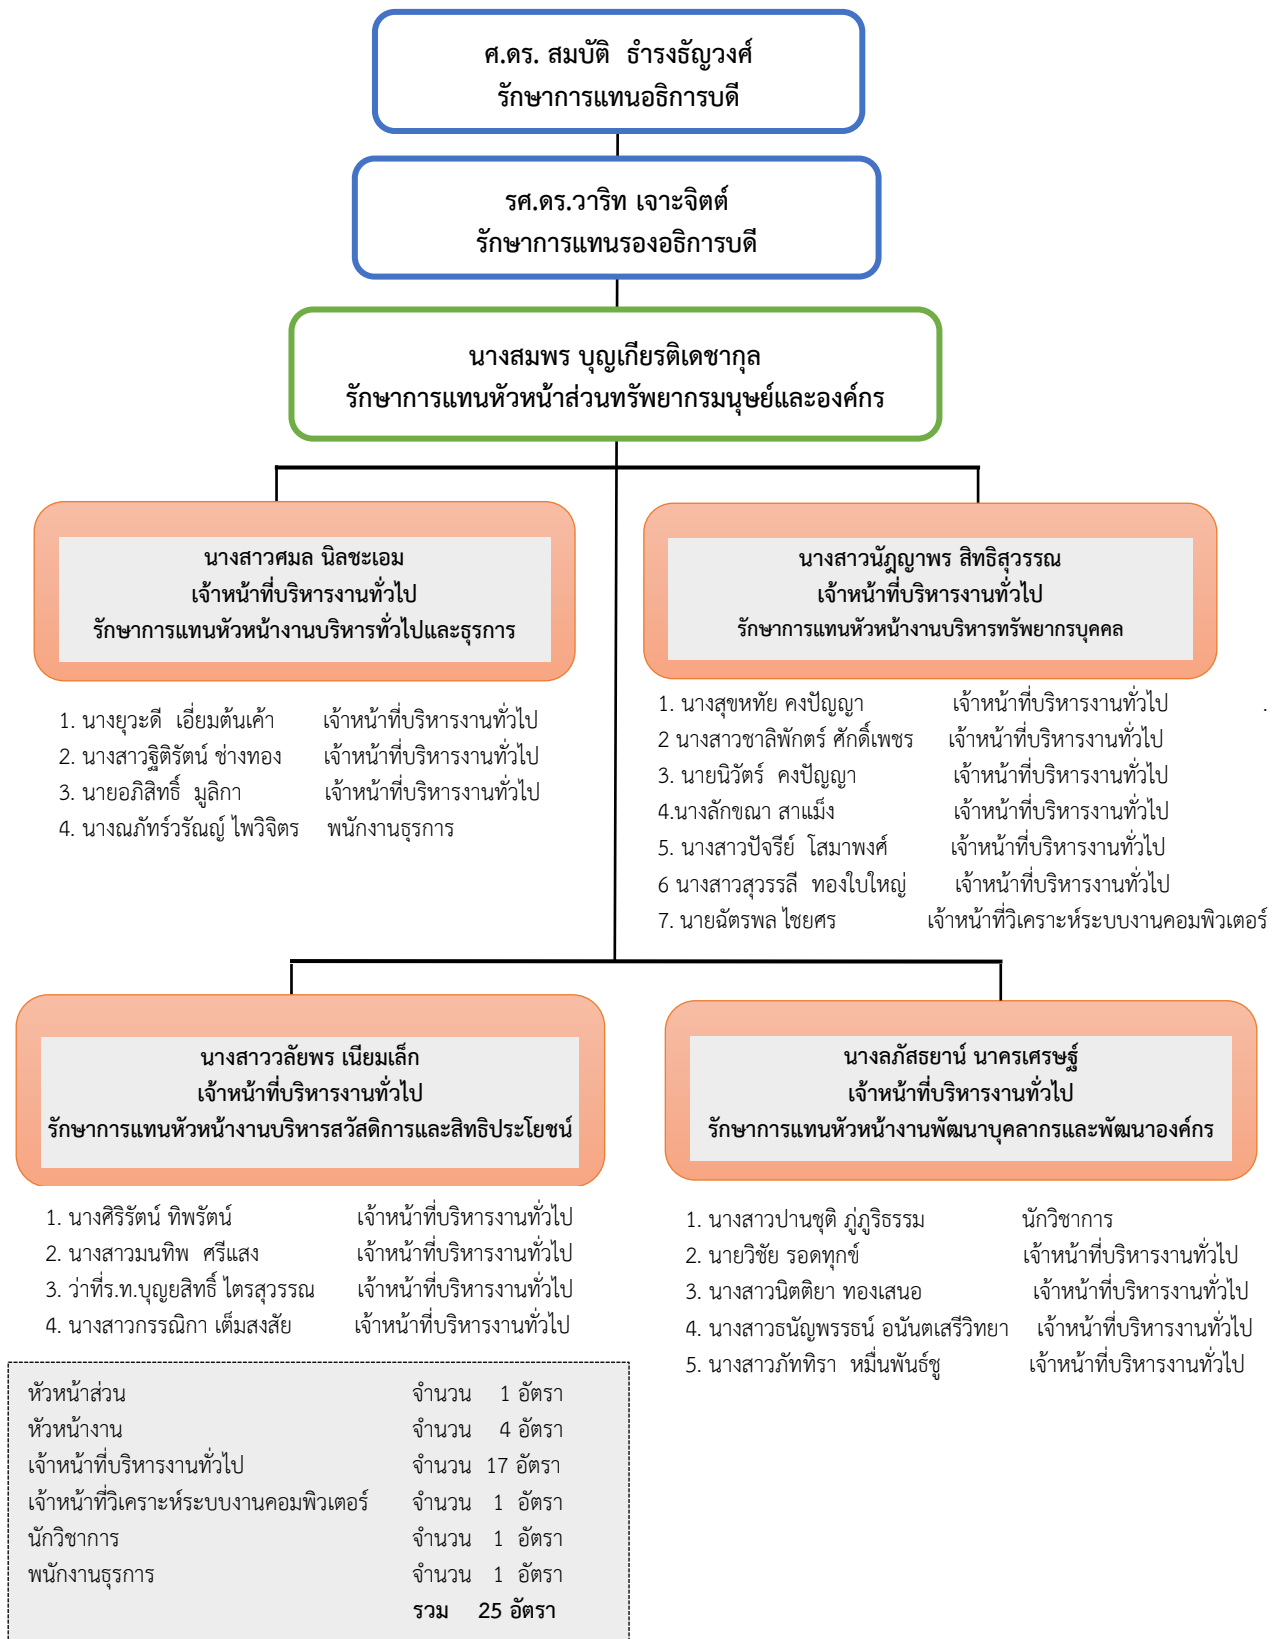 ศ.ดร. สมบัติ ธำรงธัญวงศ์
รักษาการแทนอธิการบดี
รศ.ดร.วาริท เจาะจิตต์
รักษาการแทนรองอธิการบดี
นางสมพร บุญเกียรติเดชากุล
รักษาการแทนหัวหน้าส่วนทรัพยากรมนุษย์และองค์กร
นางสาวศมล นิลชะเอม
เจ้าหน้าที่บริหารงานทั่วไป
รักษาการแทนหัวหน้างานบริหารทั่วไปและธุรการ
1. นางยุวะดี เอี่ยมต้นเค้า เจ้าหน้าที่บริหารงานทั่วไป
2. นางสาวฐิติรัตน์ ช่างทอง เจ้าหน้าที่บริหารงานทั่วไป
3. นายอภิสิทธิ์ มูลิกา เจ้าหน้าที่บริหารงานทั่วไป
4. นางณภัทร์วรัณญ์ ไพวิจิตร พนักงานธุรการ
นางสาวนัฎญาพร สิทธิสุวรรณ
เจ้าหน้าที่บริหารงานทั่วไป
รักษาการแทนหัวหน้างานบริหารทรัพยากรบุคคล
1. นางสุขหทัย คงปัญญา เจ้าหน้าที่บริหารงานทั่วไป .
2 นางสาวชาลิพักตร์ ศักดิ์เพชร เจ้าหน้าที่บริหารงานทั่วไป
3. นายนิวัตร์ คงปัญญา เจ้าหน้าที่บริหารงานทั่วไป
4.นางลักขณา สาแม็ง เจ้าหน้าที่บริหารงานทั่วไป
5. นางสาวปัจรีย์ โสมาพงศ์ เจ้าหน้าที่บริหารงานทั่วไป
6 นางสาวสุวรรลี ทองใบใหญ่ เจ้าหน้าที่บริหารงานทั่วไป
7. นายฉัตรพล ไชยศร เจ้าหน้าที่วิเคราะห์ระบบงานคอมพิวเตอร์
นางสาววลัยพร เนียมเล็ก
เจ้าหน้าที่บริหารงานทั่วไป
รักษาการแทนหัวหน้างานบริหารสวัสดิการและสิทธิประโยชน์
1. นางศิริรัตน์ ทิพรัตน์ เจ้าหน้าที่บริหารงานทั่วไป
2. นางสาวมนทิพ ศรีแสง เจ้าหน้าที่บริหารงานทั่วไป
3. ว่าที่ร.ท.บุญยสิทธิ์ ไตรสุวรรณ เจ้าหน้าที่บริหารงานทั่วไป
4. นางสาวกรรณิกา เต็มสงสัย เจ้าหน้าที่บริหารงานทั่วไป
นางลภัสธยาน์ นาครเศรษฐ์
เจ้าหน้าที่บริหารงานทั่วไป
รักษาการแทนหัวหน้างานพัฒนาบุคลากรและพัฒนาองค์กร
1. นางสาวปานชุติ ภู่ภูริธรรม นักวิชาการ
2. นายวิชัย รอดทุกข์ เจ้าหน้าที่บริหารงานทั่วไป
3. นางสาวนิตติยา ทองเสนอ เจ้าหน้าที่บริหารงานทั่วไป
4. นางสาวธนัญพรรธน์ อนันตเสรีวิทยา เจ้าหน้าที่บริหารงานทั่วไป
5. นางสาวภัททิรา หมื่นพันธ์ชู เจ้าหน้าที่บริหารงานทั่วไป
หัวหน้าส่วน จำนวน 1 อัตรา
หัวหน้างาน จำนวน 4 อัตรา
เจ้าหน้าที่บริหารงานทั่วไป จำนวน 17 อัตรา
เจ้าหน้าที่วิเคราะห์ระบบงานคอมพิวเตอร์ จำนวน 1 อัตรา
นักวิชาการ จำนวน 1 อัตรา
พนักงานธุรการ จำนวน 1 อัตรา
รวม 25 อัตรา